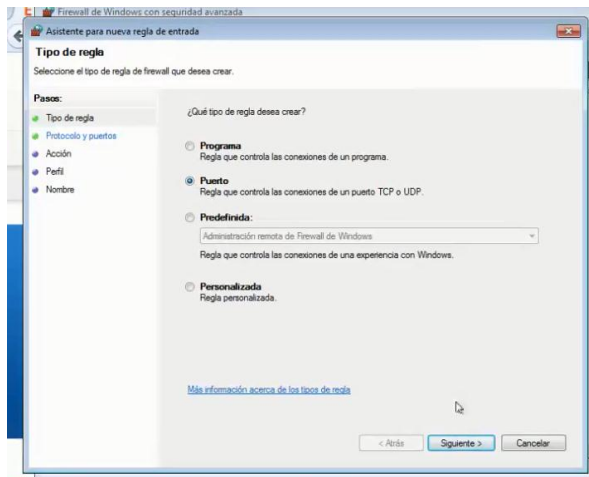 Firewall de Windows con seguridad avanzada
Asistente para nueva regla de entrada
Tipo de regla
Seleccione el tipo de regla de firewall que desea crear.
Pasos:
Tipo de regla
Protocolo y puertos
Acción
Perfil
Nombre
¿Qué tipo de regla desea crear?
Programa
Regla que controla las conexiones de un programa.
Puerto
Regla que controla las conexiones de un puerto TCP o UDP.
Predefinida:
Administración remota de Firewall de Windows
Regla que controla las conexiones de una experiencia con Windows.
Personalizada
Regla personalizada.
Más información acerca de los tipos de regla
< Atrás
Siguiente >
Cancelar